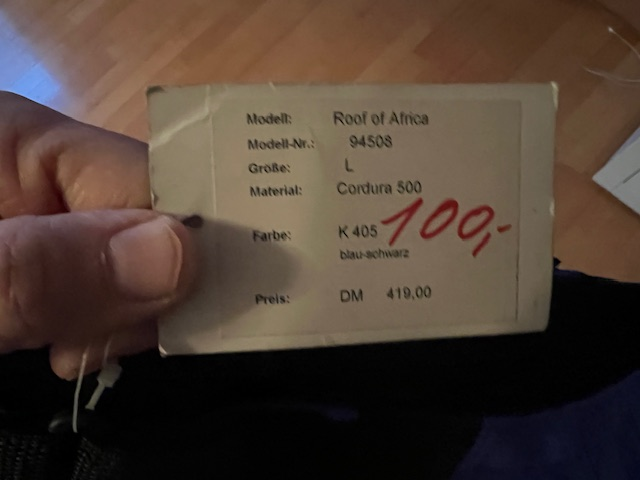 Modell: Roof of Africa
Modell-Nr.: 94508
Größe: L
Material: Cordura 500
Farbe: K 405 100,-
blau-schwarz
Preis: DM 419,00